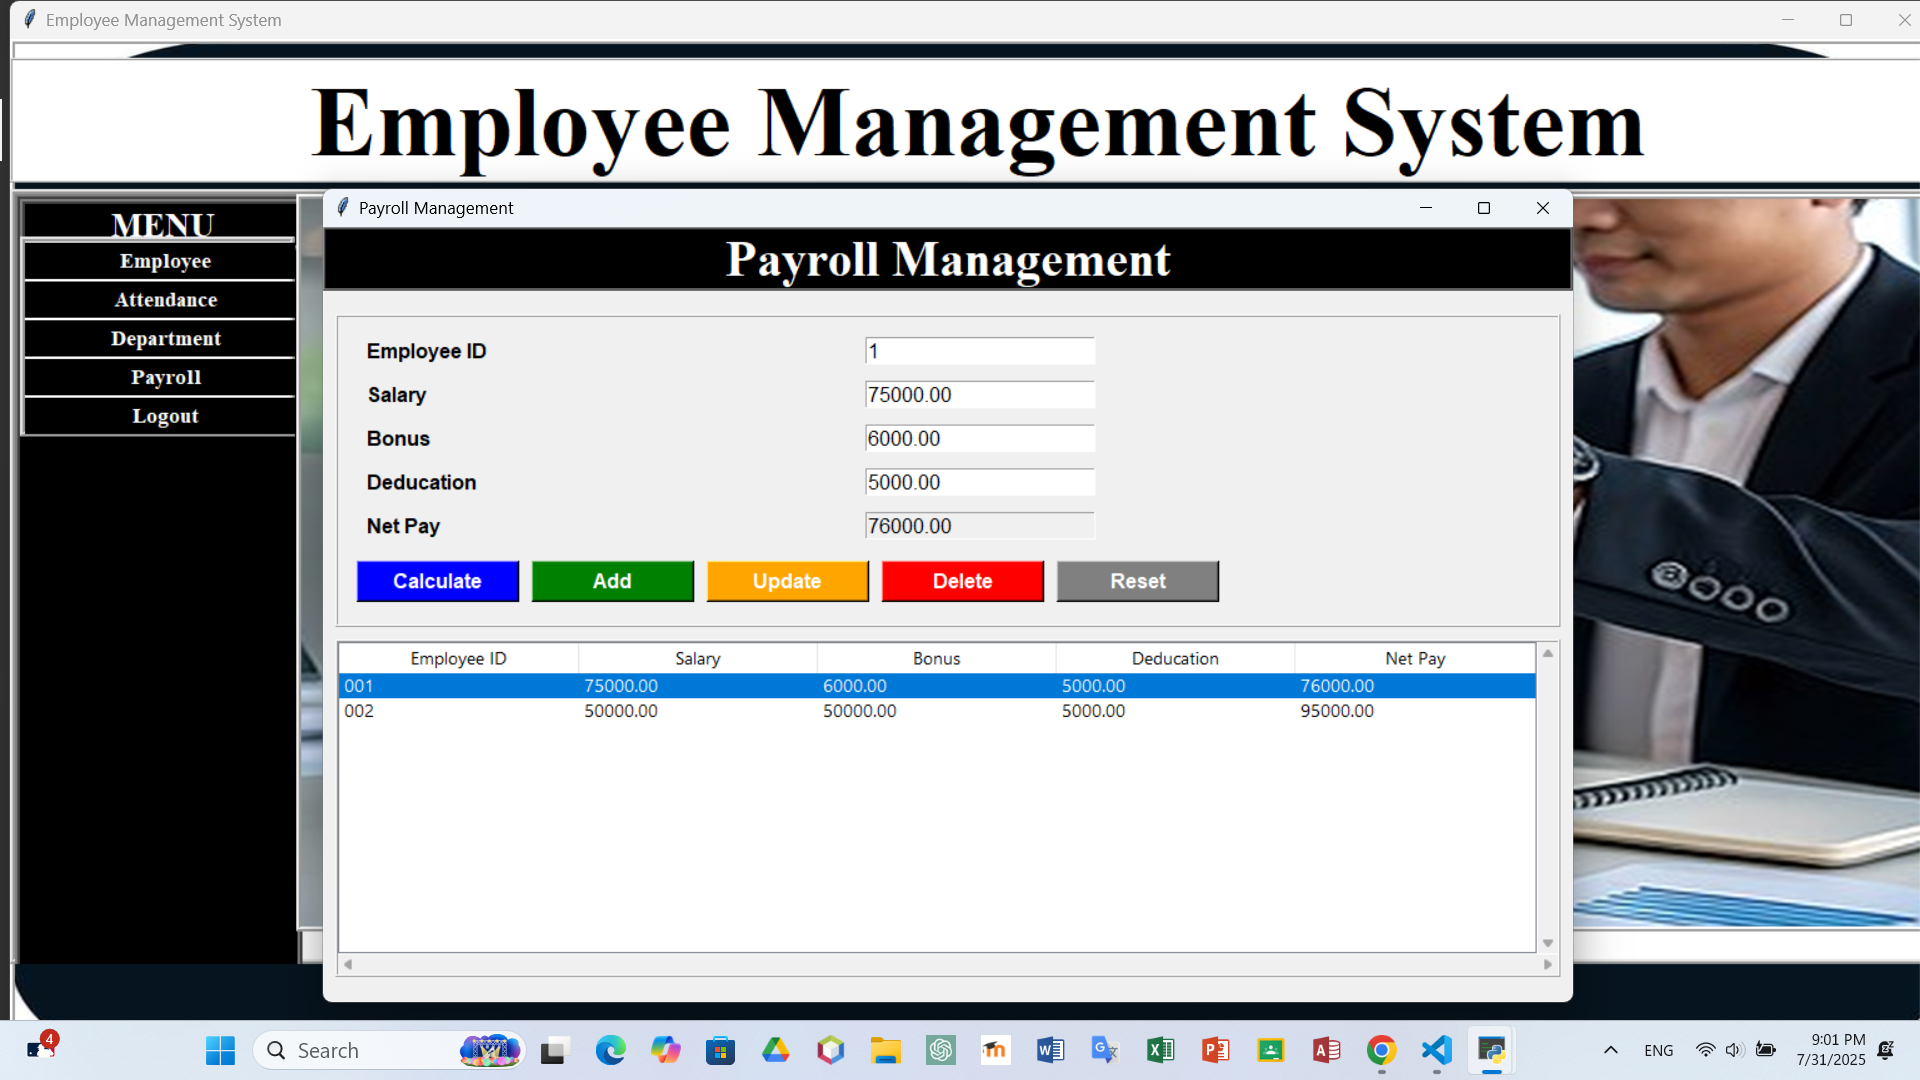 Employee Management System
Employee Management System
MENU
Employee
Attendance
Department
Payroll
Logout
Payroll Management
Payroll Management
Employee ID 1
Salary 75000.00
Bonus 6000.00
Deducation 5000.00
Net Pay 76000.00
Calculate Add Update Delete Reset
Employee ID Salary Bonus Deducation Net Pay
001 75000.00 6000.00 5000.00 76000.00
002 50000.00 50000.00 5000.00 95000.00
4
Search
ENG
9:01 PM
7/31/2025